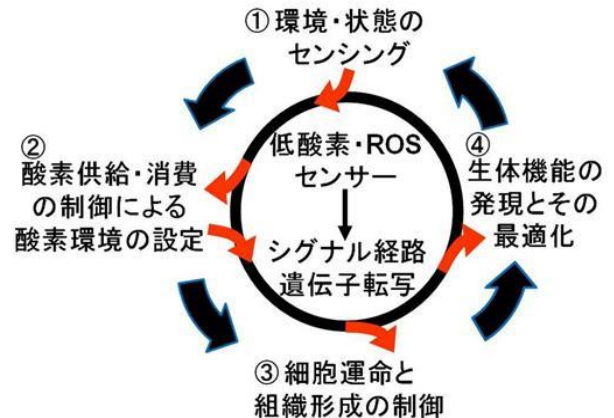 ①環境・状態の
センシング
②
酸素供給・消費
の制御による
酸素環境の設定
低酸素・ROS
センサー
シグナル経路
遺伝子転写
④
生体機能の
発現とその
最適化
③細胞運命と
組織形成の制御